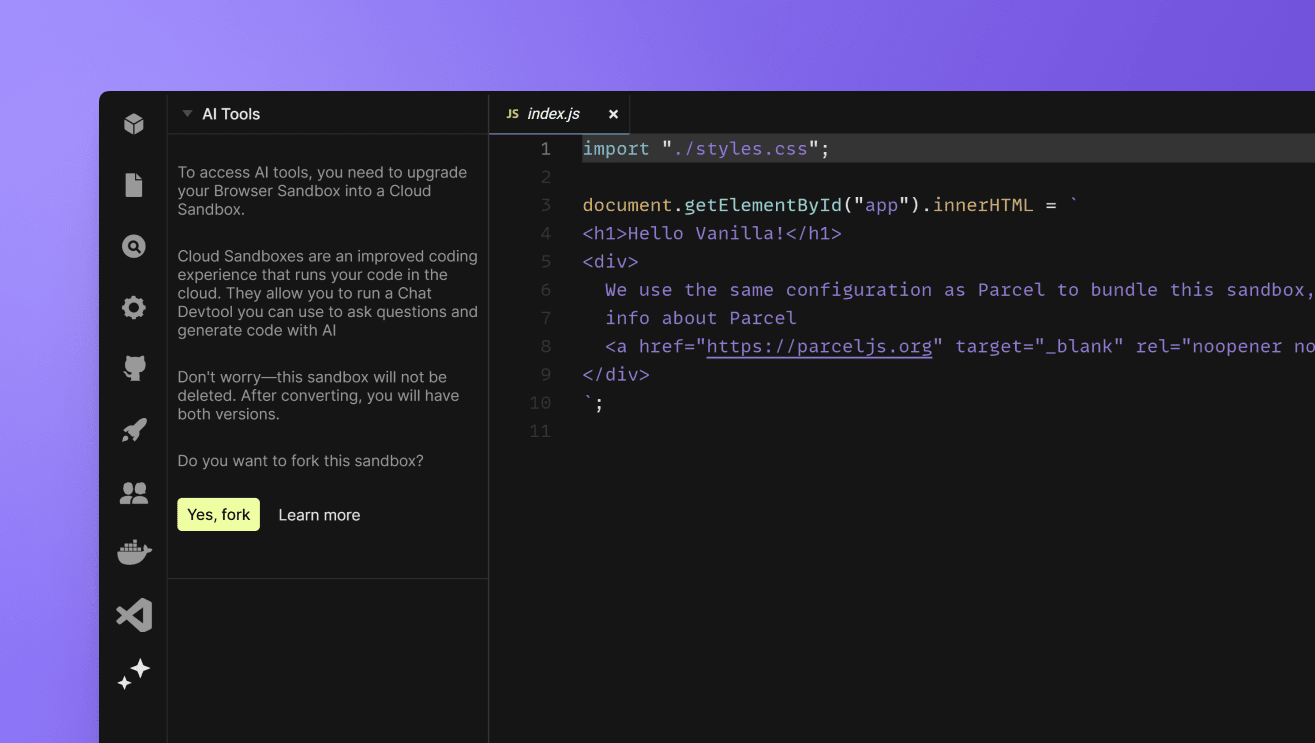 AI Tools
To access AI tools, you need to upgrade
your Browser Sandbox into a Cloud
Sandbox.
Cloud Sandboxes are an improved coding
experience that runs your code in the
cloud. They allow you to run a Chat
Devtool you can use to ask questions and
generate code with AI
Don't worry—this sandbox will not be
deleted. After converting, you will have
both versions.
Do you want to fork this sandbox?
Yes, fork Learn more
JS index.js ×
1 import "./styles.css";
2
3 document.getElementById("app").innerHTML = `
4 <h1>Hello Vanilla!</h1>
5 <div>
6 We use the same configuration as Parcel to bundle this sandbox,
7 info about Parcel
8 <a href="https://parceljs.org" target="_blank" rel="noopener no
9 </div>
10 `;
11